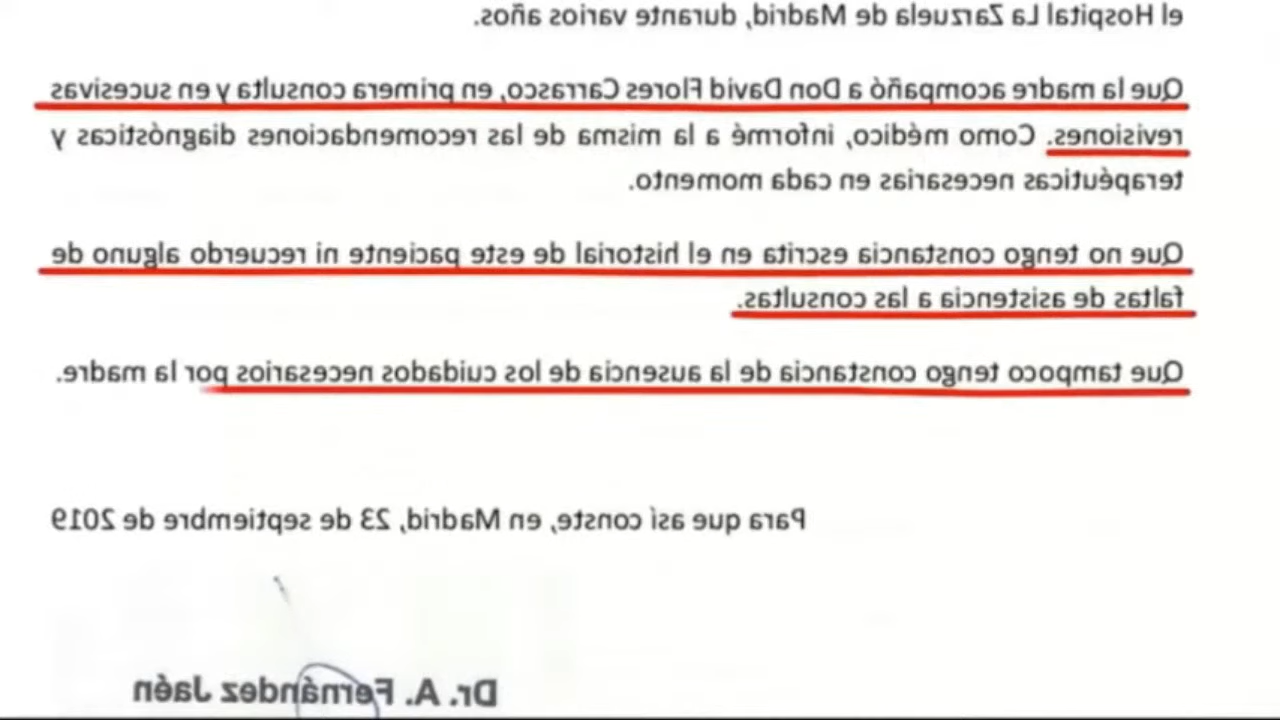 el Hospital La Zarzuela de Madrid, durante varios años.
Que la madre acompañó a Don David Flores Carrasco, en primera consulta y en sucesivas
revisiones. Como médico, informé a la misma de las recomendaciones diagnósticas y
terapéuticas necesarias en cada momento.
Que no tengo constancia escrita en el historial de este paciente ni recuerdo alguno de
faltas de asistencia a las consultas.
Que tampoco tengo constancia de la ausencia de los cuidados necesarios por la madre.
Para que así conste, en Madrid, 23 de septiembre de 2019
Dr. A. Fernández Jaén